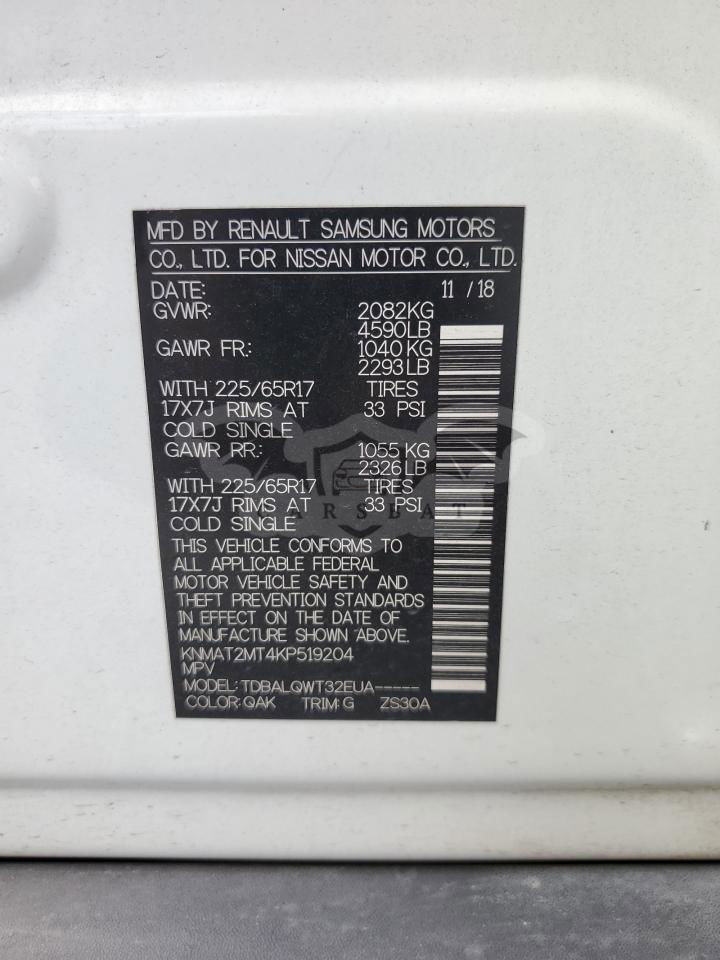 MFD BY RENAULT SAMSUNG MOTORS
CO., LTD. FOR NISSAN MOTOR CO., LTD.
DATE: 11 / 18
GVWR: 2082KG
4590LB
GAWR FR.: 1040 KG
2293 LB
WITH 225/65R17 TIRES
17X7J RIMS AT 33 PSI
COLD SINGLE
GAWR RR.: 1055 KG
2326 LB
WITH 225/65R17 TIRES
17X7J RIMS AT 33 PSI
COLD SINGLE
CARSBAT
THIS VEHICLE CONFORMS TO
ALL APPLICABLE FEDERAL
MOTOR VEHICLE SAFETY AND
THEFT PREVENTION STANDARDS
IN EFFECT ON THE DATE OF
MANUFACTURE SHOWN ABOVE.
KNMAT2MT4KP519204
MPV
MODEL: TDBALQWT32EUA-----
COLOR: QAK TRIM: G ZS30A